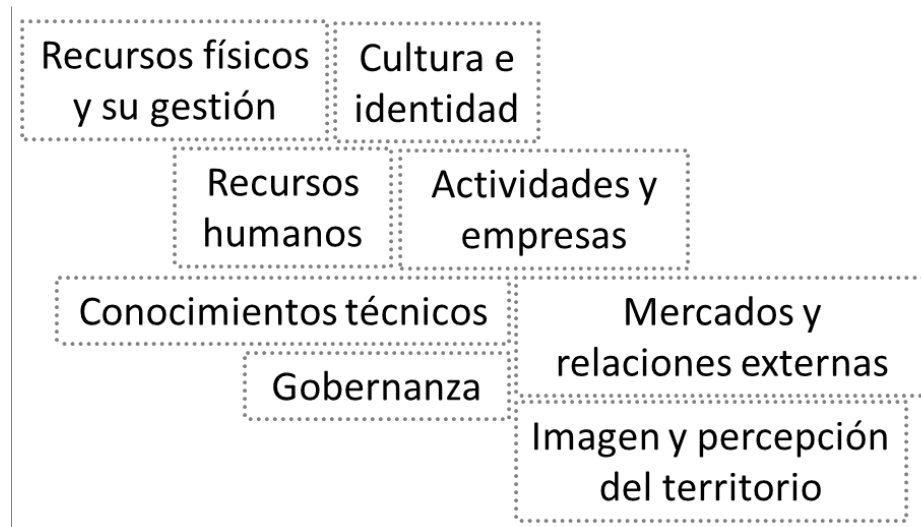 Recursos físicos
y su gestión
Cultura e
identidad
Recursos
humanos
Actividades y
empresas
Conocimientos técnicos
Mercados y
relaciones externas
Gobernanza
Imagen y percepción
del territorio